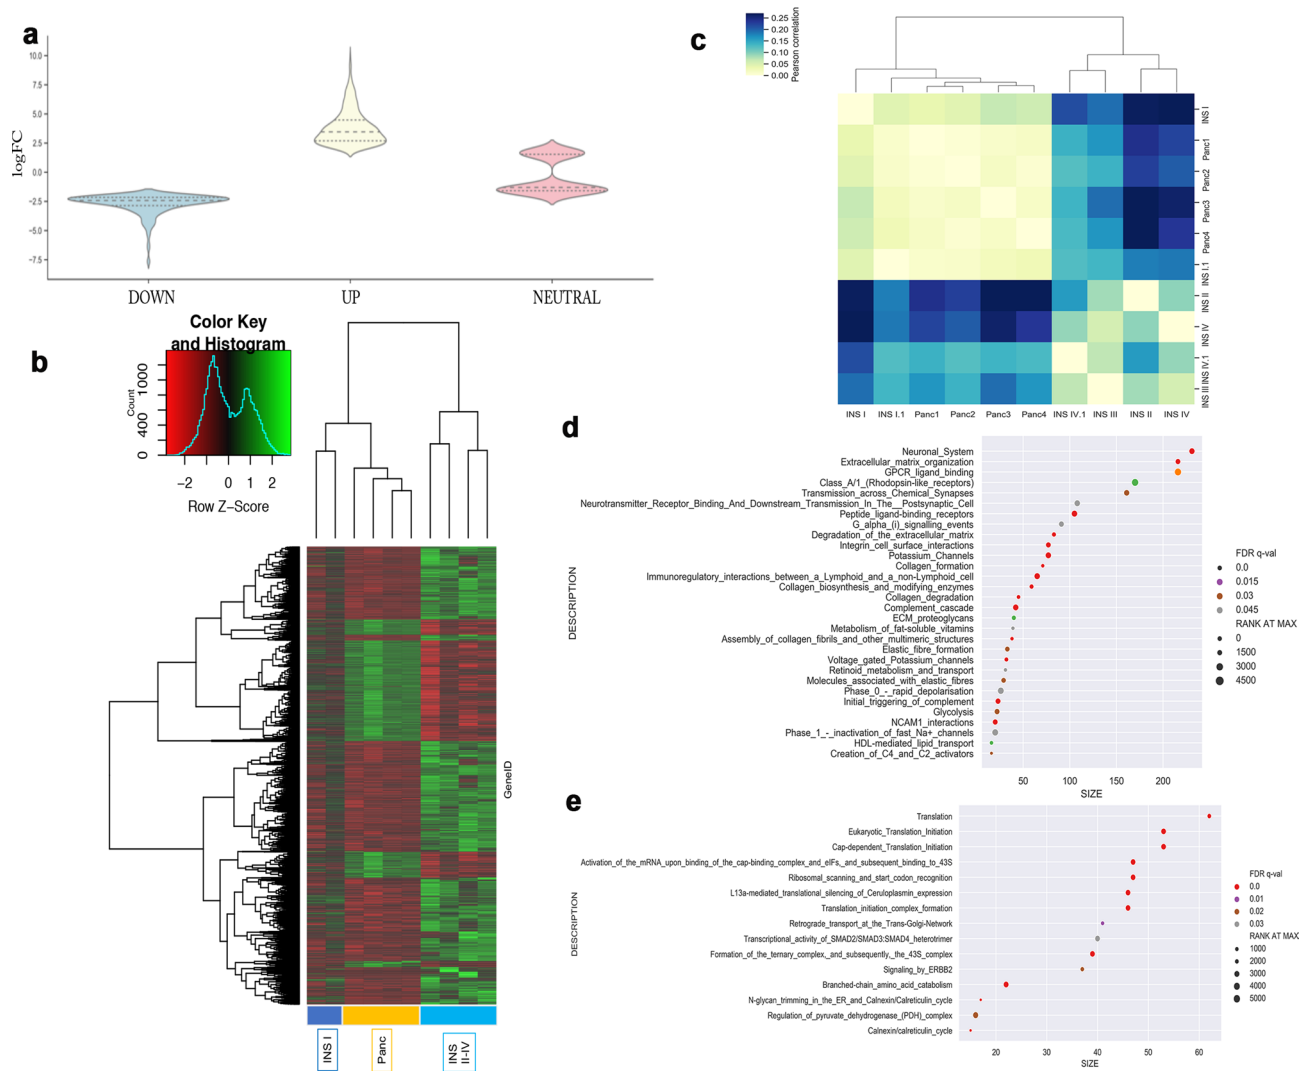 a
10.0
7.5
5.0
2.5
0.0
−2.5
−5.0
−7.5
logFC
DOWN
UP
NEUTRAL
b
Color Key
and Histogram
Count
0
400
1000
−2
0
1
2
Row Z−Score
GeneID
INS I
Panc
INS
II-IV
c
0.25
0.20
0.15
0.10
0.05
0.00
Pearson correlation
INS I
Panc1
Panc2
Panc3
Panc4
INS I.1
INS II
INS IV
INS IV.1
INS III
INS I
INS I.1
Panc1
Panc2
Panc3
Panc4
INS IV.1
INS III
INS II
INS IV
d
DESCRIPTION
Neuronal_System
Extracellular_matrix_organization
GPCR_ligand_binding
Class_A/1_(Rhodopsin-like_receptors)
Transmission_across_Chemical_Synapses
Neurotransmitter_Receptor_Binding_And_Downstream_Transmission_In_The__Postsynaptic_Cell
Peptide_ligand-binding_receptors
G_alpha_(i)_signalling_events
Degradation_of_the_extracellular_matrix
Integrin_cell_surface_interactions
Potassium_Channels
Collagen_formation
Immunoregulatory_interactions_between_a_Lymphoid_and_a_non-Lymphoid_cell
Collagen_biosynthesis_and_modifying_enzymes
Collagen_degradation
Complement_cascade
ECM_proteoglycans
Metabolism_of_fat-soluble_vitamins
Assembly_of_collagen_fibrils_and_other_multimeric_structures
Elastic_fibre_formation
Voltage_gated_Potassium_channels
Retinoid_metabolism_and_transport
Molecules_associated_with_elastic_fibres
Phase_0_-_rapid_depolarisation
Initial_triggering_of_complement
Glycolysis
NCAM1_interactions
Phase_1_-_inactivation_of_fast_Na+_channels
HDL-mediated_lipid_transport
Creation_of_C4_and_C2_activators
50
100
150
200
SIZE
FDR q-val
0.0
0.015
0.03
0.045
RANK AT MAX
0
1500
3000
4500
e
DESCRIPTION
Translation
Eukaryotic_Translation_Initiation
Cap-dependent_Translation_Initiation
Activation_of_the_mRNA_upon_binding_of_the_cap-binding_complex_and_eIFs,_and_subsequent_binding_to_43S
Ribosomal_scanning_and_start_codon_recognition
L13a-mediated_translational_silencing_of_Ceruloplasmin_expression
Translation_initiation_complex_formation
Retrograde_transport_at_the_Trans-Golgi-Network
Transcriptional_activity_of_SMAD2/SMAD3:SMAD4_heterotrimer
Formation_of_the_ternary_complex,_and_subsequently,_the_43S_complex
Signaling_by_ERBB2
Branched-chain_amino_acid_catabolism
N-glycan_trimming_in_the_ER_and_Calnexin/Calreticulin_cycle
Regulation_of_pyruvate_dehydrogenase_(PDH)_complex
Calnexin/calreticulin_cycle
20
30
40
50
60
SIZE
FDR q-val
0.0
0.01
0.02
0.03
RANK AT MAX
1000
2000
3000
4000
5000